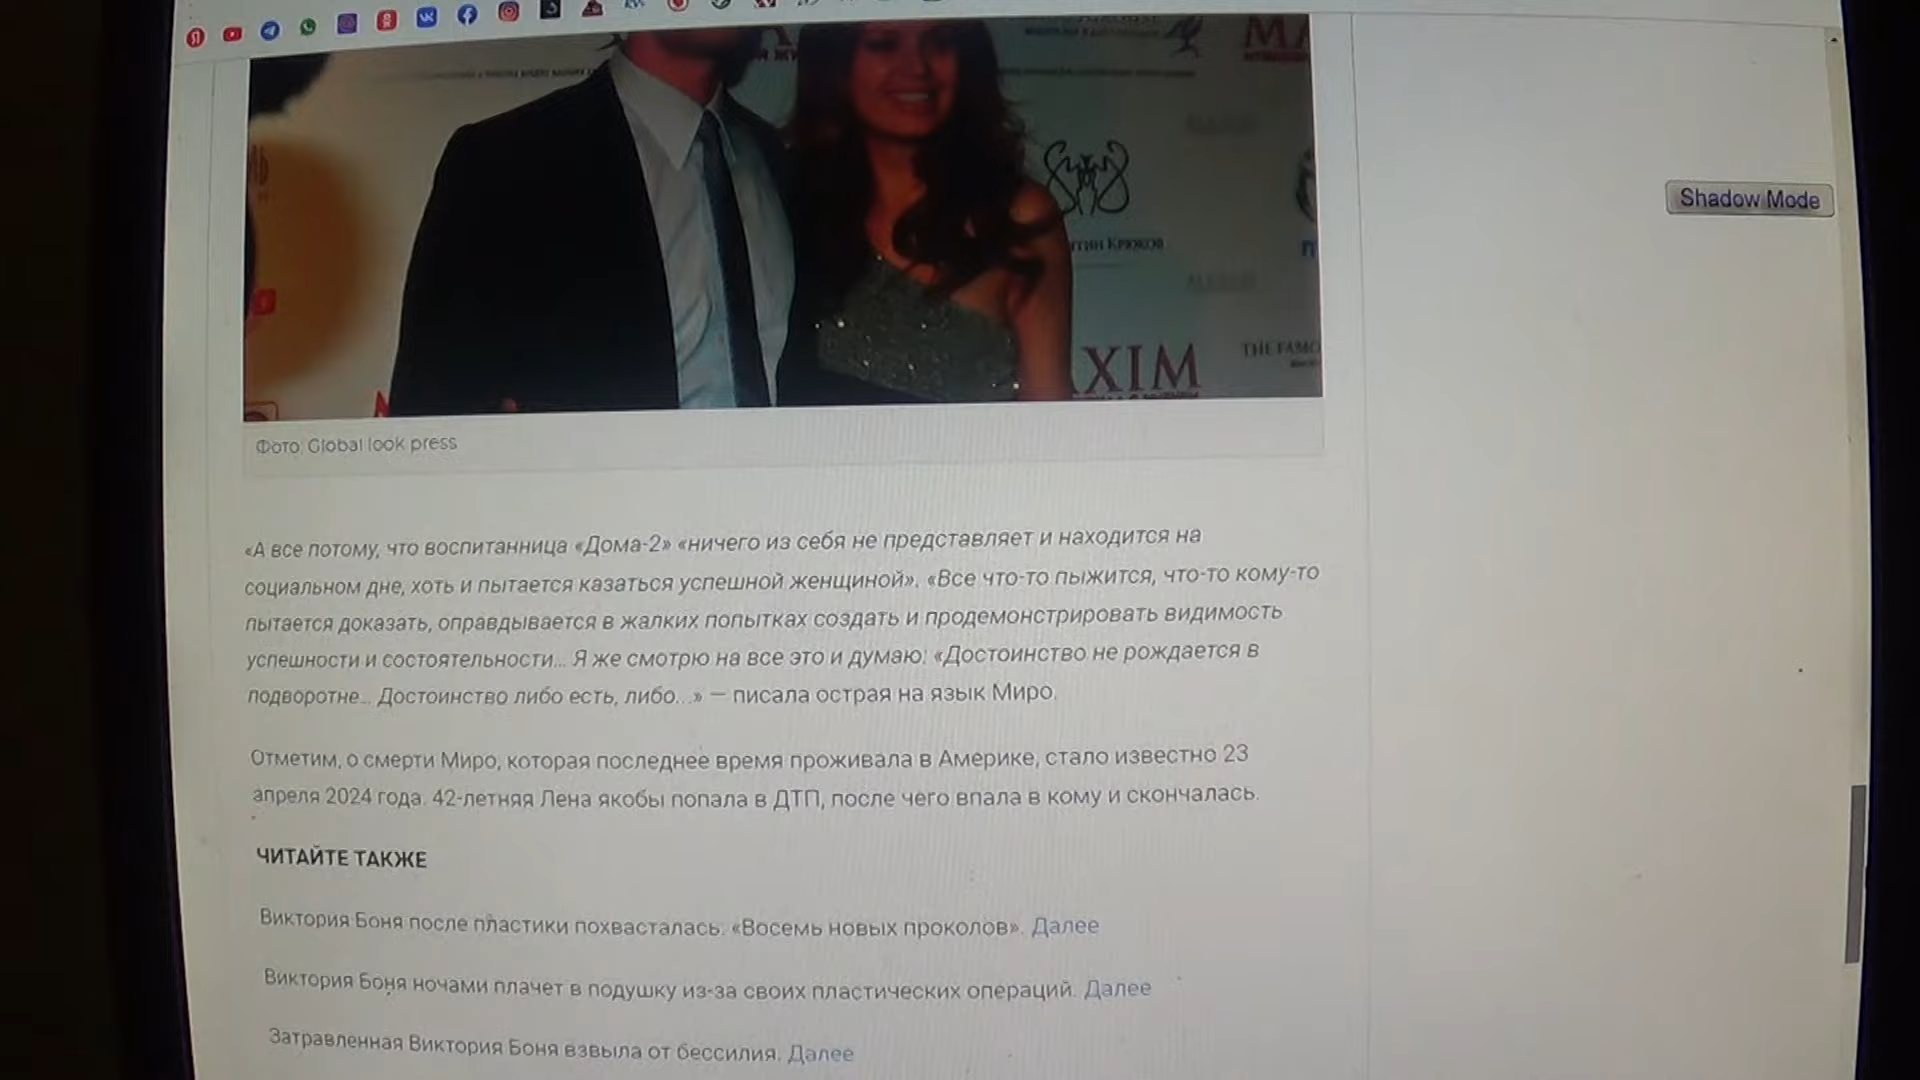 MA
XIM
тин Крюков
THE FAMO
Фото: Global look press
Shadow Mode
«А все потому, что воспитанница «Дома-2» «ничего из себя не представляет и находится на
социальном дне, хоть и пытается казаться успешной женщиной». «Все что-то пыжится, что-то кому-то
пытается доказать, оправдывается в жалких попытках создать и продемонстрировать видимость
успешности и состоятельности... Я же смотрю на все это и думаю: «Достоинство не рождается в
подворотне... Достоинство либо есть, либо...» — писала острая на язык Миро.
Отметим, о смерти Миро, которая последнее время проживала в Америке, стало известно 23
апреля 2024 года. 42-летняя Лена якобы попала в ДТП, после чего впала в кому и скончалась.
ЧИТАЙТЕ ТАКЖЕ
Виктория Боня после пластики похвасталась: «Восемь новых проколов». Далее
Виктория Боня ночами плачет в подушку из-за своих пластических операций. Далее
Затравленная Виктория Боня взвыла от бессилия. Далее